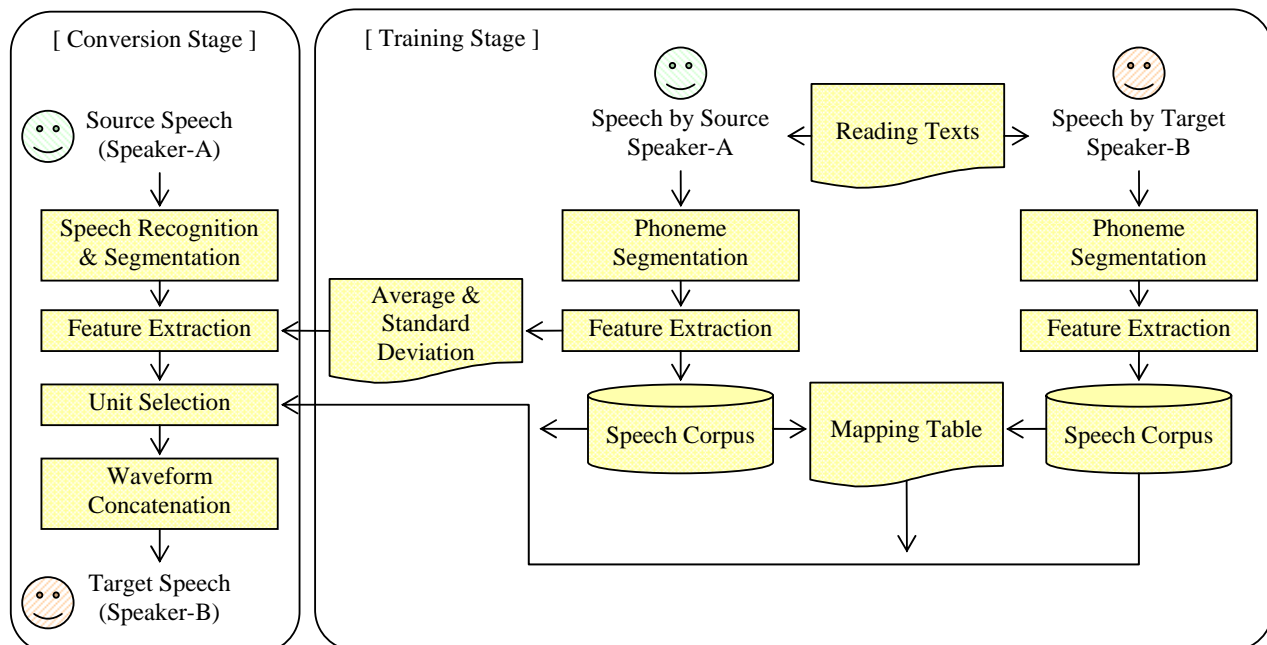 [ Conversion Stage ]
Source Speech
(Speaker-A)
Speech Recognition
& Segmentation
Feature Extraction
Unit Selection
Waveform
Concatenation
Target Speech
(Speaker-B)
[ Training Stage ]
Speech by Source
Speaker-A
Reading Texts
Speech by Target
Speaker-B
Phoneme
Segmentation
Phoneme
Segmentation
Average &
Standard
Deviation
Feature Extraction
Feature Extraction
Speech Corpus
Mapping Table
Speech Corpus